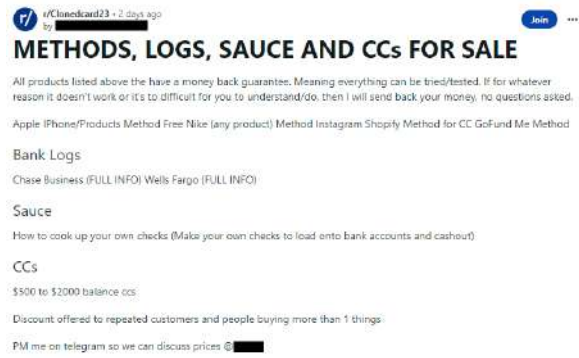 r/
r/Clonedcard23 • 2 days ago
by
Join
METHODS, LOGS, SAUCE AND CCs FOR SALE
All products listed above the have a money back guarantee. Meaning everything can be tried/tested. If for whatever
reason it doesn't work or it's to difficult for you to understand/do, then I will send back your money, no questions asked.
Apple IPhone/Products Method Free Nike (any product) Method Instagram Shopify Method for CC GoFund Me Method
Bank Logs
Chase Business (FULL INFO) Wells Fargo (FULL INFO)
Sauce
How to cook up your own checks (Make your own checks to load onto bank accounts and cashout)
CCs
$500 to $2000 balance ccs
Discount offered to repeated customers and people buying more than 1 things
PM me on telegram so we can discuss prices @